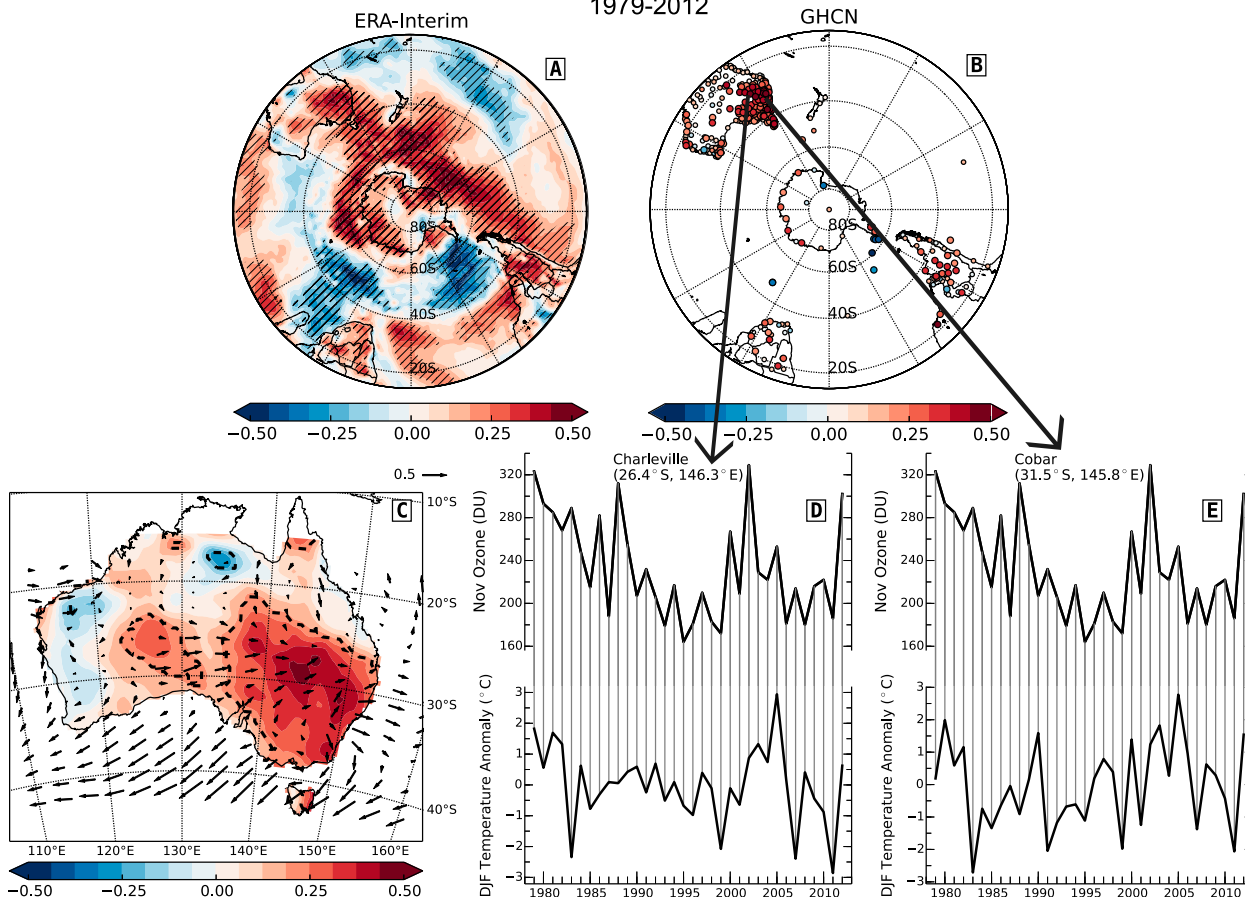 1979-2012
ERA-Interim
GHCN
A
B
80S
60S
40S
20S
80S
60S
40S
20S
−0.50 −0.25 0.00 0.25 0.50
−0.50 −0.25 0.00 0.25 0.50
0.5
C
10°S
20°S
30°S
40°S
110°E 120°E 130°E 140°E 150°E 160°E
−0.50 −0.25 0.00 0.25 0.50
Charleville
(26.4°S, 146.3°E)
D
Nov Ozone (DU)
320
280
240
200
160
DJF Temperature Anomaly (°C)
3
2
1
0
−1
−2
−3
1980 1985 1990 1995 2000 2005 2010
Cobar
(31.5°S, 145.8°E)
E
Nov Ozone (DU)
320
280
240
200
160
DJF Temperature Anomaly (°C)
3
2
1
0
−1
−2
−3
1980 1985 1990 1995 2000 2005 2010